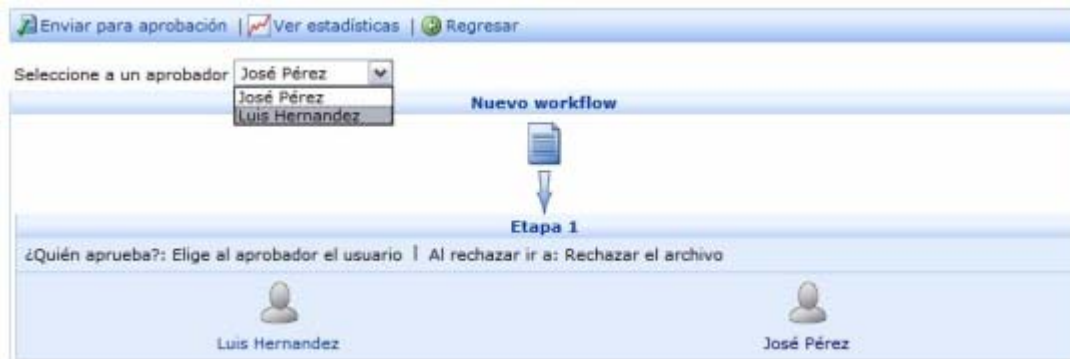 Enviar para aprobación | Ver estadísticas | Regresar
Seleccione a un aprobador José Pérez
José Pérez
Luis Hernandez
Nuevo workflow
Etapa 1
¿Quién aprueba?: Elige al aprobador el usuario | Al rechazar ir a: Rechazar el archivo
Luis Hernandez José Pérez